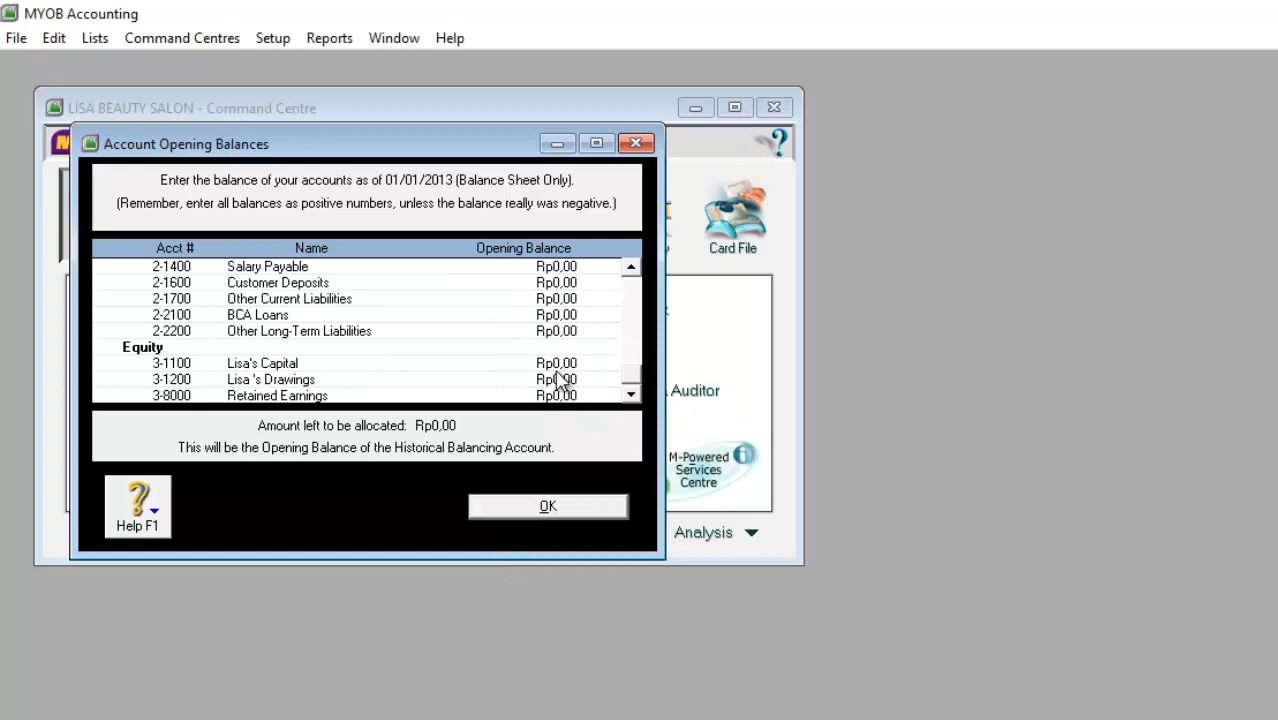 MYOB Accounting
File Edit Lists Command Centres Setup Reports Window Help
LISA BEAUTY SALON - Command Centre
Account Opening Balances
Enter the balance of your accounts as of 01/01/2013 (Balance Sheet Only).
(Remember, enter all balances as positive numbers, unless the balance really was negative.)
Acct # Name Opening Balance
2-1400 Salary Payable Rp0,00
2-1600 Customer Deposits Rp0,00
2-1700 Other Current Liabilities Rp0,00
2-2100 BCA Loans Rp0,00
2-2200 Other Long-Term Liabilities Rp0,00
Equity
3-1100 Lisa's Capital Rp0,00
3-1200 Lisa 's Drawings Rp0,00
3-8000 Retained Earnings Rp0,00
Amount left to be allocated: Rp0,00
This will be the Opening Balance of the Historical Balancing Account.
Help F1
OK
Card File
Auditor
M-Powered
Services
Centre
Analysis